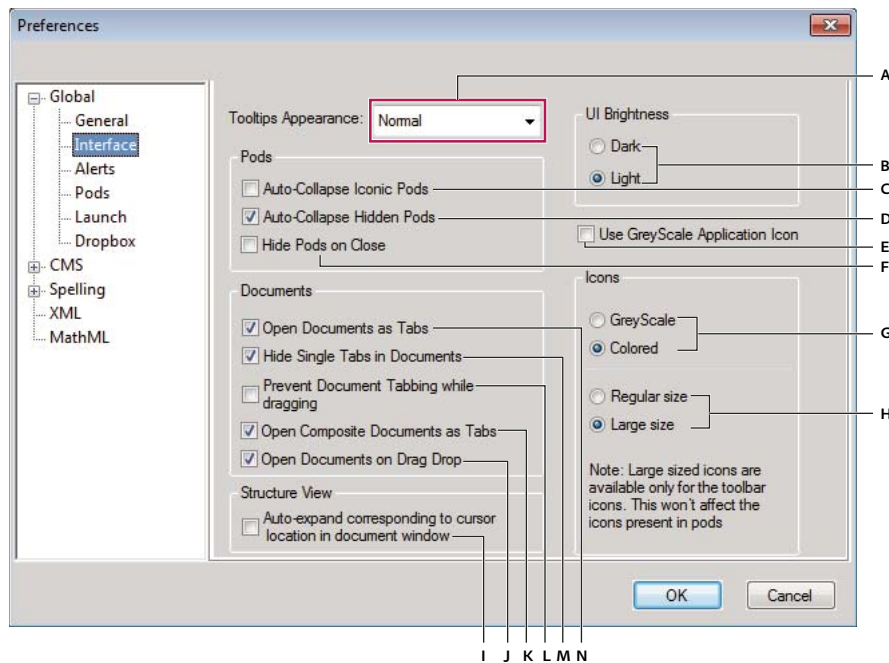 Preferences
A
Global
General
Interface
Alerts
Pods
Launch
Dropbox
CMS
Spelling
XML
MathML
Tooltips Appearance: Normal
Pods
Auto-Collapse Iconic Pods
Auto-Collapse Hidden Pods
Hide Pods on Close
Documents
Open Documents as Tabs
Hide Single Tabs in Documents
Prevent Document Tabbing while
dragging
Open Composite Documents as Tabs
Open Documents on Drag Drop
Structure View
Auto-expand corresponding to cursor
location in document window
UI Brightness
Dark
Light
B
C
D
Use GreyScale Application Icon
E
F
Icons
GreyScale
Colored
G
Regular size
Large size
H
Note: Large sized icons are
available only for the toolbar
icons. This won't affect the
icons present in pods
OK
Cancel
I J K L M N